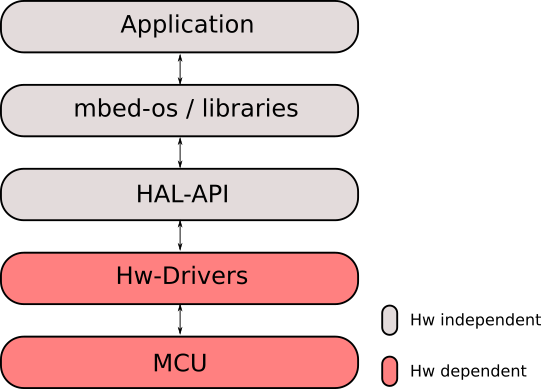 Application
mbed-os / libraries
HAL-API
Hw-Drivers
MCU
Hw independent
Hw dependent